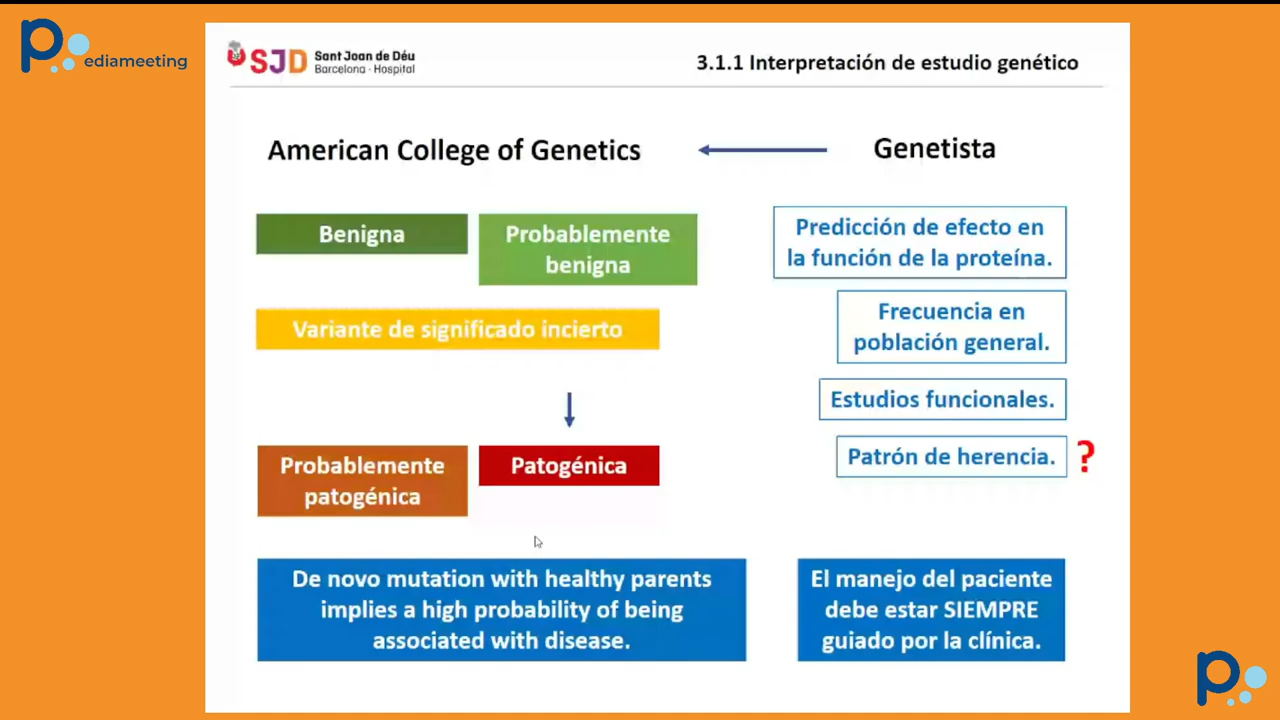 Pediameeting
SJD Sant Joan de Déu
Barcelona · Hospital
3.1.1 Interpretación de estudio genético
American College of Genetics
Genetista
Benigna
Probablemente
benigna
Variante de significado incierto
Probablemente
patogénica
Patogénica
Predicción de efecto en
la función de la proteína.
Frecuencia en
población general.
Estudios funcionales.
Patrón de herencia. ?
De novo mutation with healthy parents
implies a high probability of being
associated with disease.
El manejo del paciente
debe estar SIEMPRE
guiado por la clínica.
P